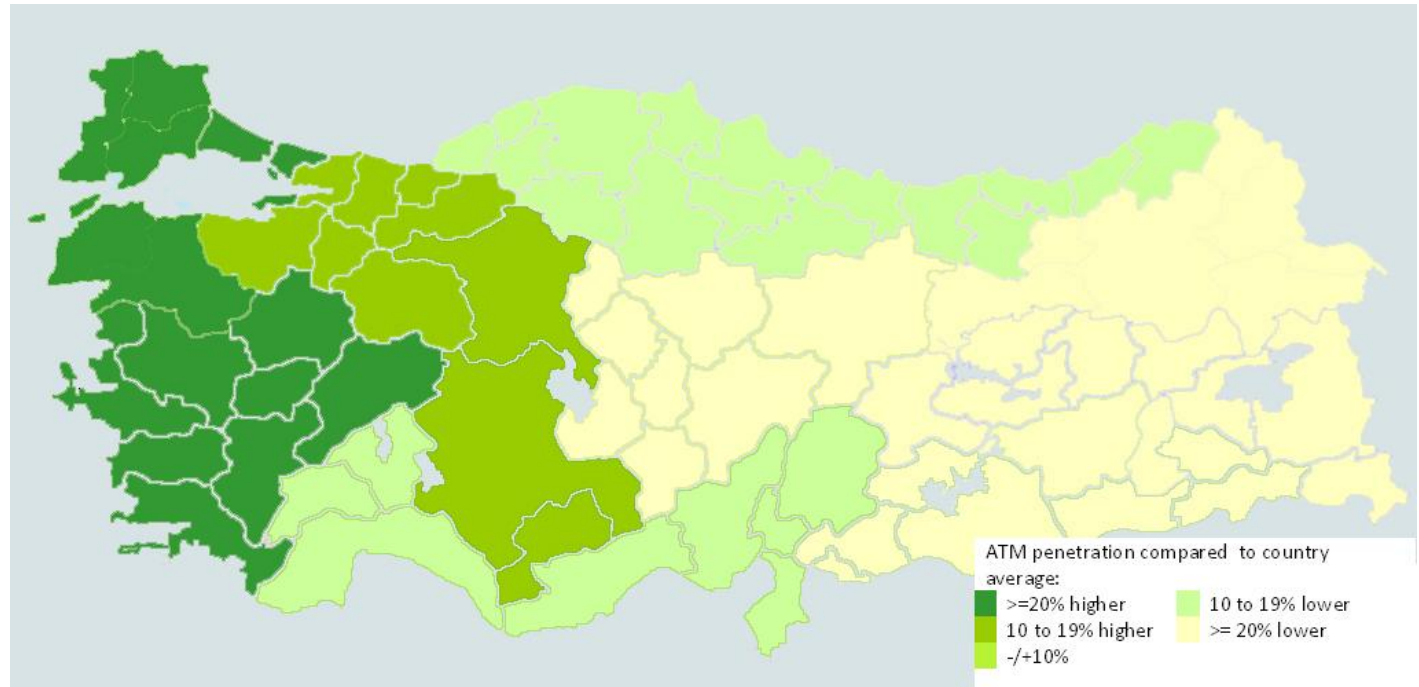 ATM penetration compared to country
average:
>=20% higher
10 to 19% lower
10 to 19% higher
>= 20% lower
-/+10%